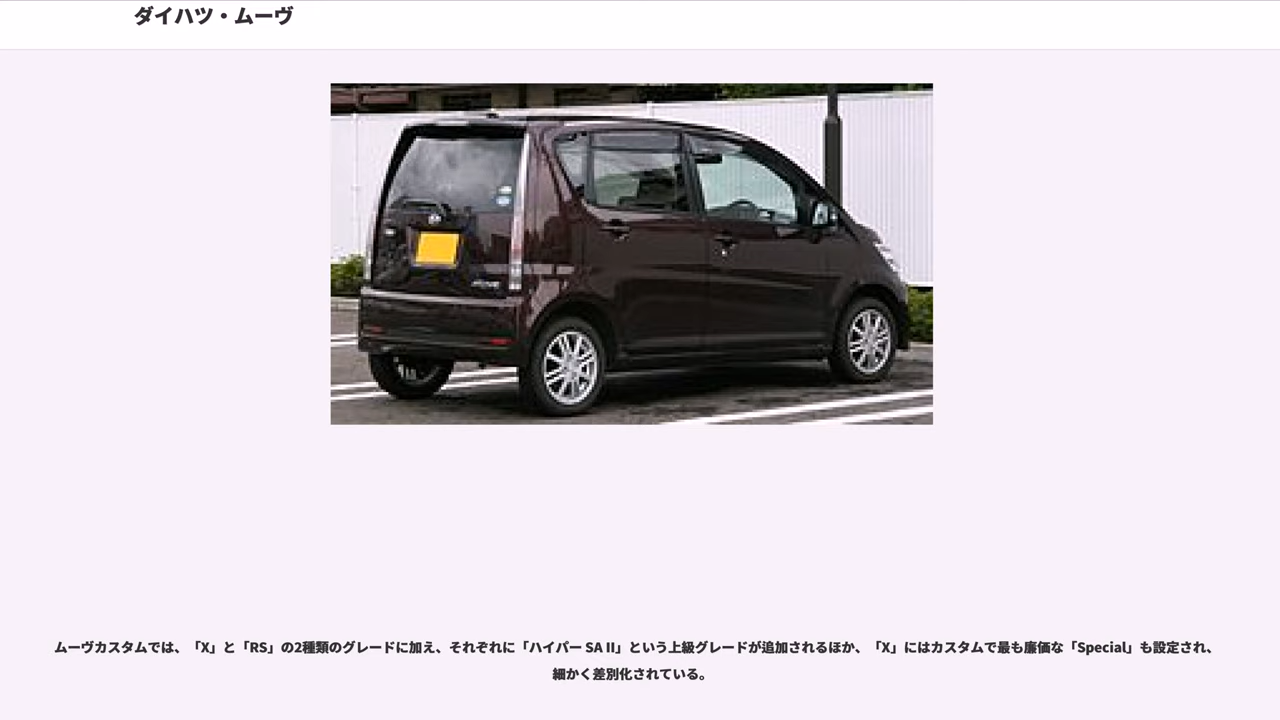 ダイハツ・ムーヴ
ムーヴカスタムでは、「X」と「RS」の2種類のグレードに加え、それぞれに「ハイパー SA II」という上級グレードが追加されるほか、「X」にはカスタムで最も廉価な「Special」も設定され、
細かく差別化されている。